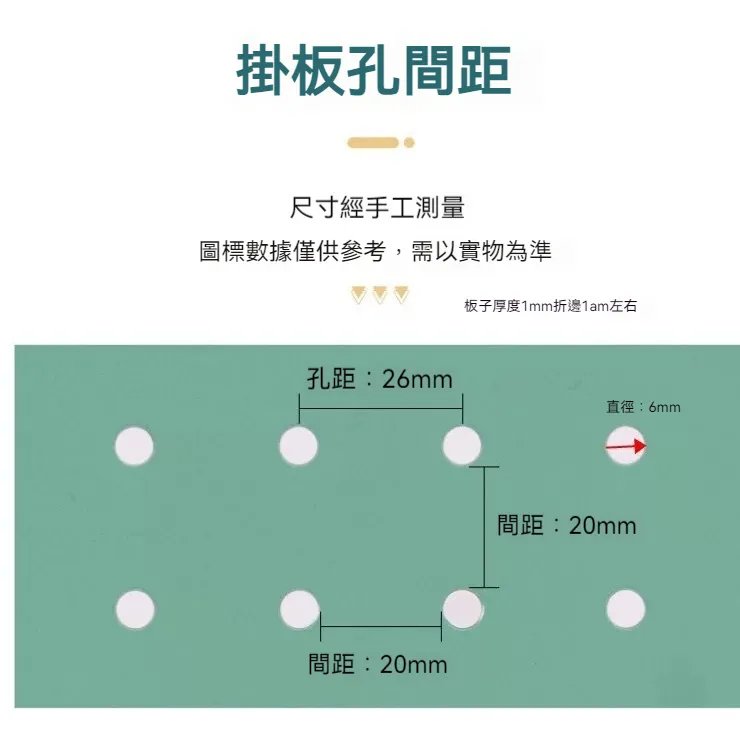 掛板孔間距
尺寸經手工測量
圖標數據僅供參考，需以實物為準
板子厚度1mm折邊1am左右
孔距：26mm
直徑：6mm
間距：20mm
間距：20mm